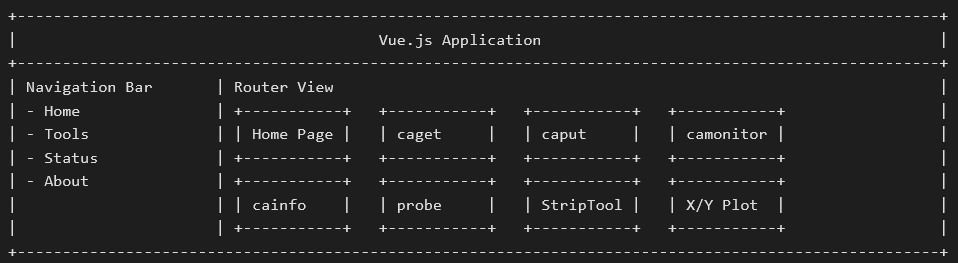 +------------------------------------------------------------------------------------------------------+
|                                        Vue.js Application                                            |
+------------------------------------------------------------------------------------------------------+
| Navigation Bar       | Router View                                                                   |
| - Home               | +-----------+   +-----------+   +-----------+   +-----------+                 |
| - Tools              | | Home Page |   | caget     |   | caput     |   | camonitor |                 |
| - Status             | +-----------+   +-----------+   +-----------+   +-----------+                 |
| - About              | +-----------+   +-----------+   +-----------+   +-----------+                 |
|                      | | cainfo    |   | probe     |   | StripTool |   | X/Y Plot  |                 |
|                      | +-----------+   +-----------+   +-----------+   +-----------+                 |
+------------------------------------------------------------------------------------------------------+